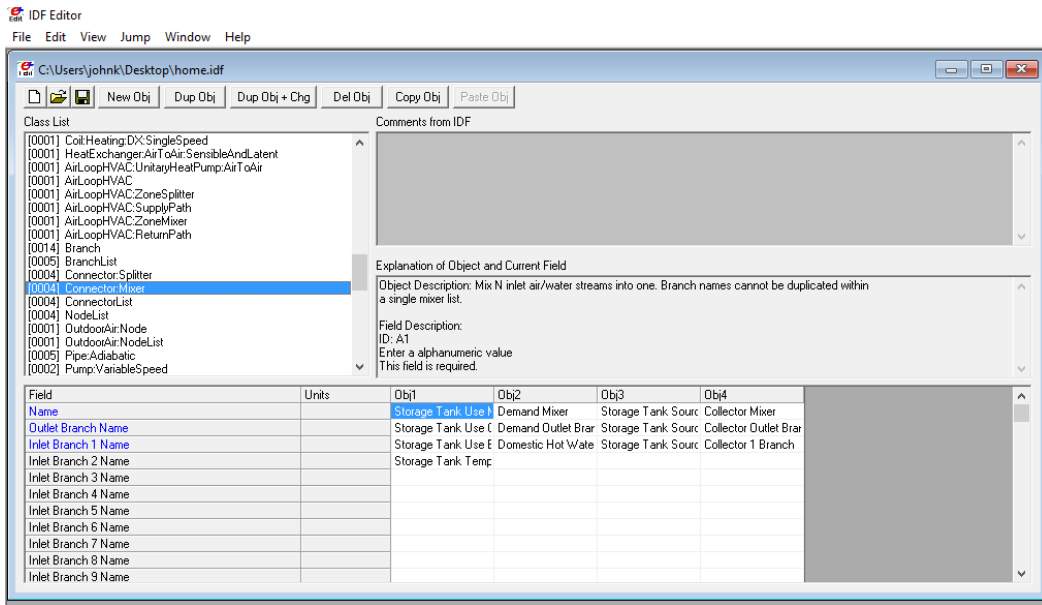 IDF Editor
File Edit View Jump Window Help
C:\Users\johnk\Desktop\home.idf
New Obj Dup Obj Dup Obj + Chg Del Obj Copy Obj Paste Obj
Class List
Comments from IDF
[0001] Coil:Heating:DX:SingleSpeed
[0001] HeatExchanger:AirToAir:SensibleAndLatent
[0001] AirLoopHVAC:UnitaryHeatPump:AirToAir
[0001] AirLoopHVAC
[0001] AirLoopHVAC:ZoneSplitter
[0001] AirLoopHVAC:SupplyPath
[0001] AirLoopHVAC:ZoneMixer
[0001] AirLoopHVAC:ReturnPath
[0014] Branch
[0005] BranchList
[0004] Connector:Splitter
[0004] Connector:Mixer
[0004] ConnectorList
[0004] NodeList
[0001] OutdoorAir:Node
[0001] OutdoorAir:NodeList
[0005] Pipe:Adiabatic
[0002] Pump:VariableSpeed
Explanation of Object and Current Field
Object Description: Mix N inlet air/water streams into one. Branch names cannot be duplicated within
a single mixer list.
Field Description:
ID: A1
Enter a alphanumeric value
This field is required.
Field Units Obj1 Obj2 Obj3 Obj4
Name Storage Tank Use Demand Mixer Storage Tank Sourc Collector Mixer
Outlet Branch Name Storage Tank Use Demand Outlet Bran Storage Tank Sourc Collector Outlet Bran
Inlet Branch 1 Name Storage Tank Use Domestic Hot Wate Storage Tank Sourc Collector 1 Branch
Inlet Branch 2 Name Storage Tank Temp
Inlet Branch 3 Name
Inlet Branch 4 Name
Inlet Branch 5 Name
Inlet Branch 6 Name
Inlet Branch 7 Name
Inlet Branch 8 Name
Inlet Branch 9 Name